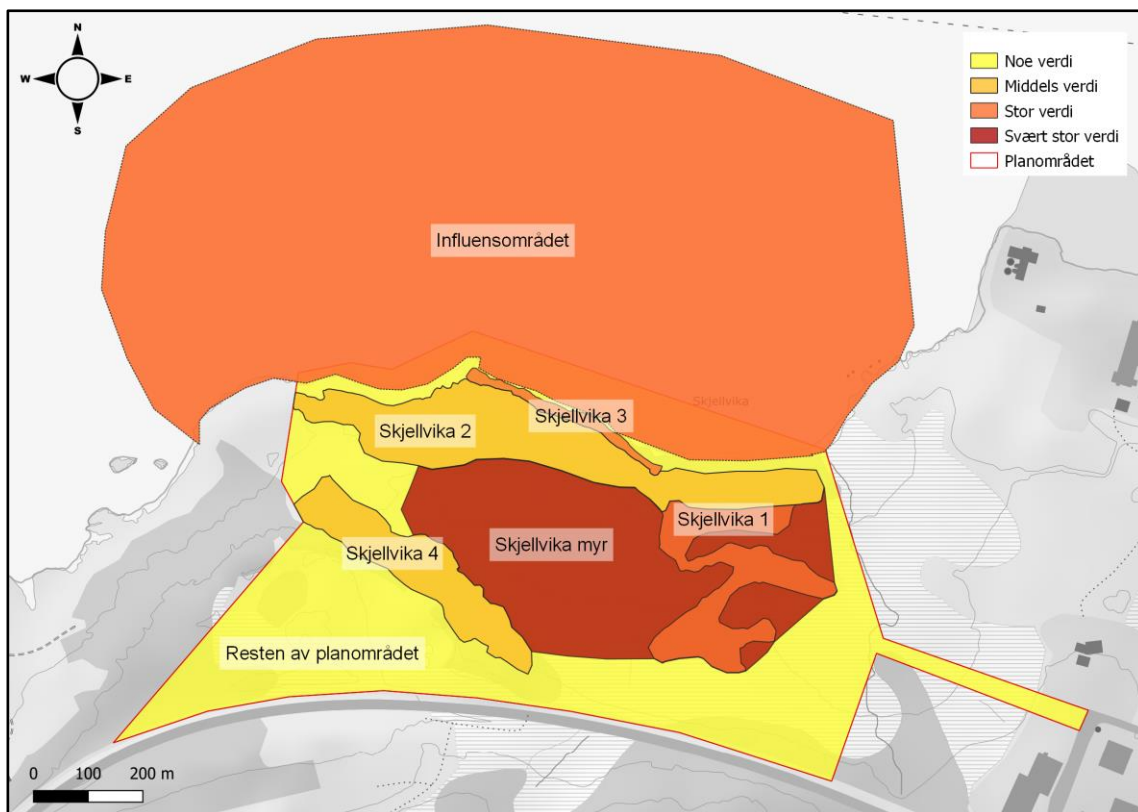 N
W E
S
Noe verdi
Middels verdi
Stor verdi
Svært stor verdi
Planområdet
Influensområdet
Skjellvika
Skjellvika 3
Skjellvika 2
Skjellvika 1
Skjellvika myr
Skjellvika 4
Resten av planområdet
0 100 200 m